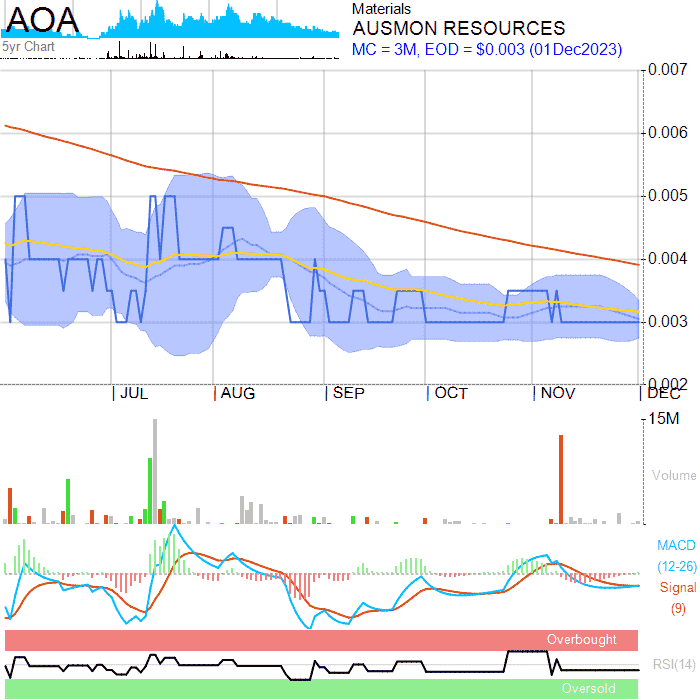 AOA
5yr Chart
Materials
AUSMON RESOURCES
MC = 3M, EOD = $0.003 (01Dec2023)
0.007
0.006
0.005
0.004
0.003
0.002
JUL AUG SEP OCT NOV DEC
15M
Volume
MACD
(12-26)
Signal
(9)
Overbought
RSI(14)
Oversold